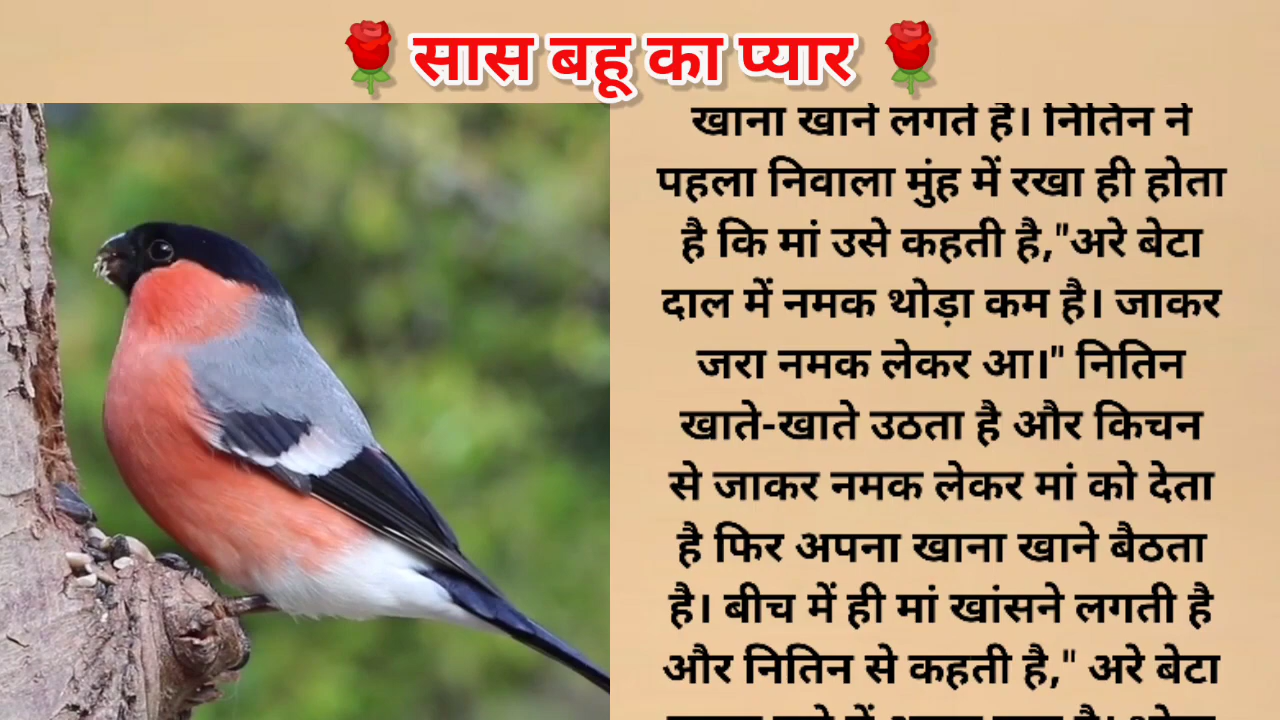 सास बहू का प्यार
खाना खाने लगते हैं। नितिन ने
पहला निवाला मुंह में रखा ही होता
है कि मां उसे कहती है,"अरे बेटा
दाल में नमक थोड़ा कम है। जाकर
जरा नमक लेकर आ।" नितिन
खाते-खाते उठता है और किचन
से जाकर नमक लेकर मां को देता
है फिर अपना खाना खाने बैठता
है। बीच में ही मां खांसने लगती है
और नितिन से कहती है," अरे बेटा